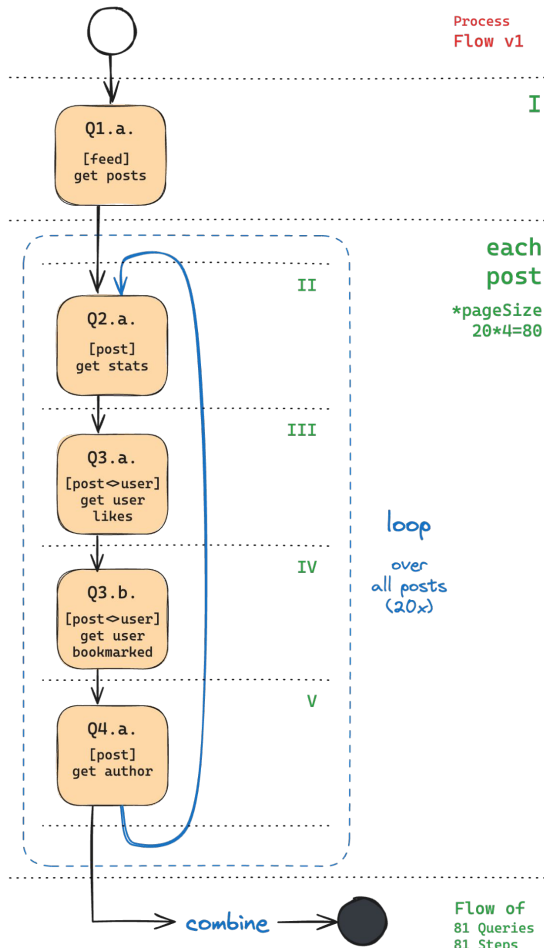 Process
Flow v1
I
Q1.a.
[feed]
get posts
each
post
*pageSize
20*4=80
II
Q2.a.
[post]
get stats
III
Q3.a.
[post<>user]
get user
likes
loop
over
all posts
(20x)
IV
Q3.b.
[post<>user]
get user
bookmarked
V
Q4.a.
[post]
get author
combine
Flow of
81 Queries
81 Steps